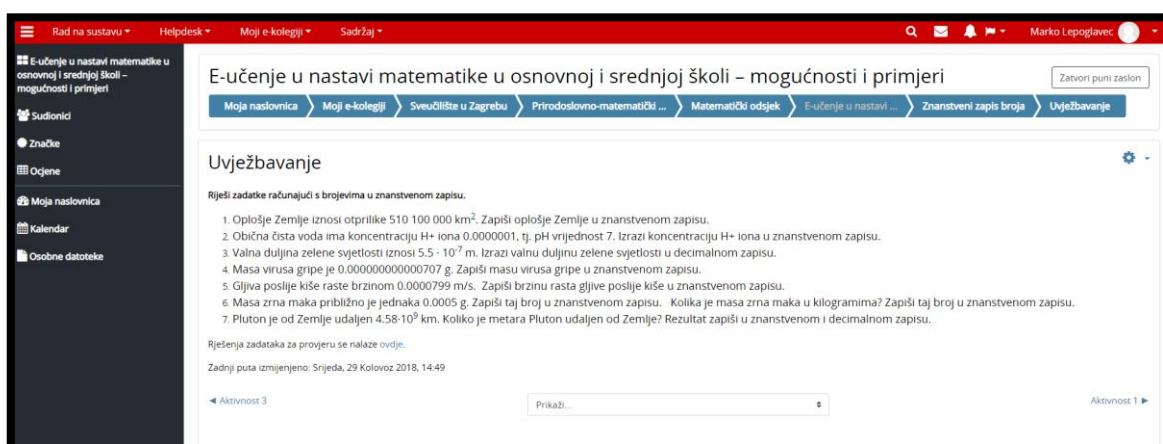 Rad na sustavu
Helpdesk
Moji e-kolegiji
Sadržaj
Marko Lepoglavec
E-učenje u nastavi matematike u
osnovnoj i srednjoj školi –
mogućnosti i primjeri
Sudionici
Značke
Ocjene
Moja naslovnica
Kalendar
Osobne datoteke
E-učenje u nastavi matematike u osnovnoj i srednjoj školi – mogućnosti i primjeri
Zatvori puni zaslon
Moja naslovnica
Moji e-kolegiji
Sveučilište u Zagrebu
Prirodoslovno-matematički ...
Matematički odsjek
E-učenje u nastavi ...
Znanstveni zapis broja
Uvježbavanje
Uvježbavanje
Riješi zadatke računajući s brojevima u znanstvenom zapisu.
1. Oplošje Zemlje iznosi otprilike 510 100 000 km². Zapiši oplošje Zemlje u znanstvenom zapisu.
2. Obična čista voda ima koncentraciju H+ iona 0.0000001, tj. pH vrijednost 7. Izrazi koncentraciju H+ iona u znanstvenom zapisu.
3. Valna duljina zelene svjetlosti iznosi 5.5 · 10⁻⁷ m. Izrazi valnu duljinu zelene svjetlosti u decimalnom zapisu.
4. Masa virusa gripe je 0.000000000000707 g. Zapiši masu virusa gripe u znanstvenom zapisu.
5. Gljiva poslije kiše raste brzinom 0.0000799 m/s. Zapiši brzinu rasta gljive poslije kiše u znanstvenom zapisu.
6. Masa zrna maka približno je jednaka 0.0005 g. Zapiši taj broj u znanstvenom zapisu. Kolika je masa zrna maka u kilogramima? Zapiši taj broj u znanstvenom zapisu.
7. Pluton je od Zemlje udaljen 4.58·10⁹ km. Koliko je metara Pluton udaljen od Zemlje? Rezultat zapiši u znanstvenom i decimalnom zapisu.
Rješenja zadataka za provjeru se nalaze ovdje.
Zadnji puta izmijenjeno: Srijeda, 29 Kolovoz 2018, 14:49
◄ Aktivnost 3
Prikaži...
Aktivnost 1 ►